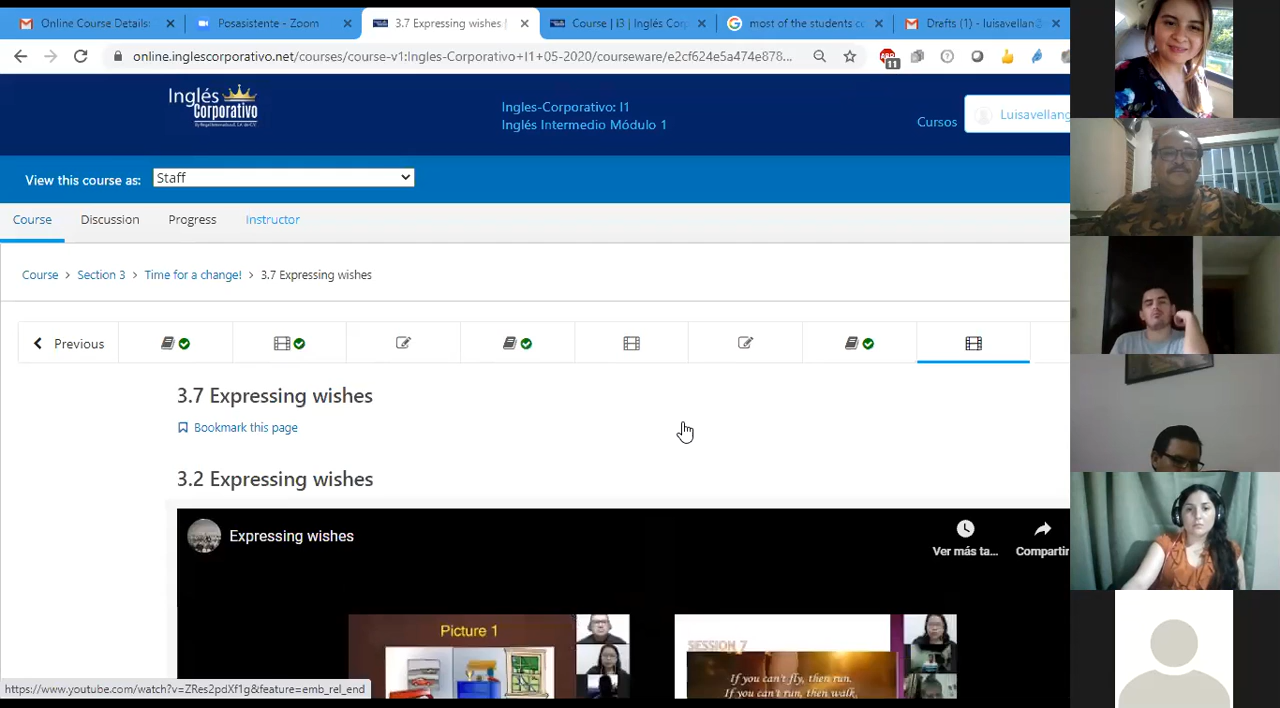 Online Course Details:
Posasistente - Zoom
3.7 Expressing wishes
Course | i3 | Inglés Cor
most of the students c
Drafts (1) - luisavellan
online.inglescorporativo.net/courses/course-v1:Ingles-Corporativo+I1+05-2020/courseware/e2cf624e5a474e878...
11
Inglés
Corporativo
Ingles-Corporativo: I1
Inglés Intermedio Módulo 1
Cursos
Luisavellang
View this course as:
Staff
Course
Discussion
Progress
Instructor
Course > Section 3 > Time for a change! > 3.7 Expressing wishes
Previous
3.7 Expressing wishes
Bookmark this page
3.2 Expressing wishes
Expressing wishes
Ver más ta...
Compartir
Picture 1
SESSION 7
If you can't fly, then run.
If you can't run, then walk,
https://www.youtube.com/watch?v=ZRes2pdXf1g&feature=emb_rel_end